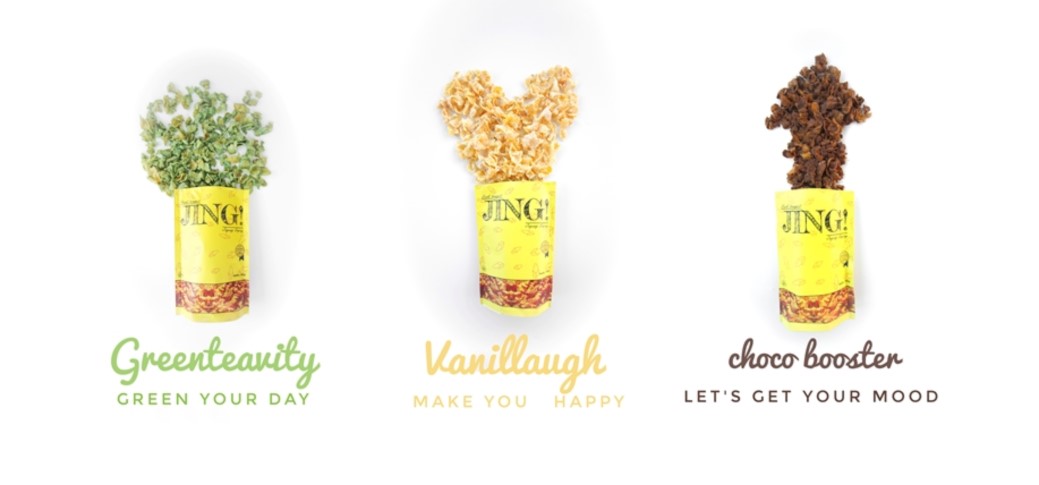 JING!
JING!
JING!
Greenteavity
GREEN YOUR DAY
Vanillaugh
MAKE YOU HAPPY
choco booster
LET'S GET YOUR MOOD